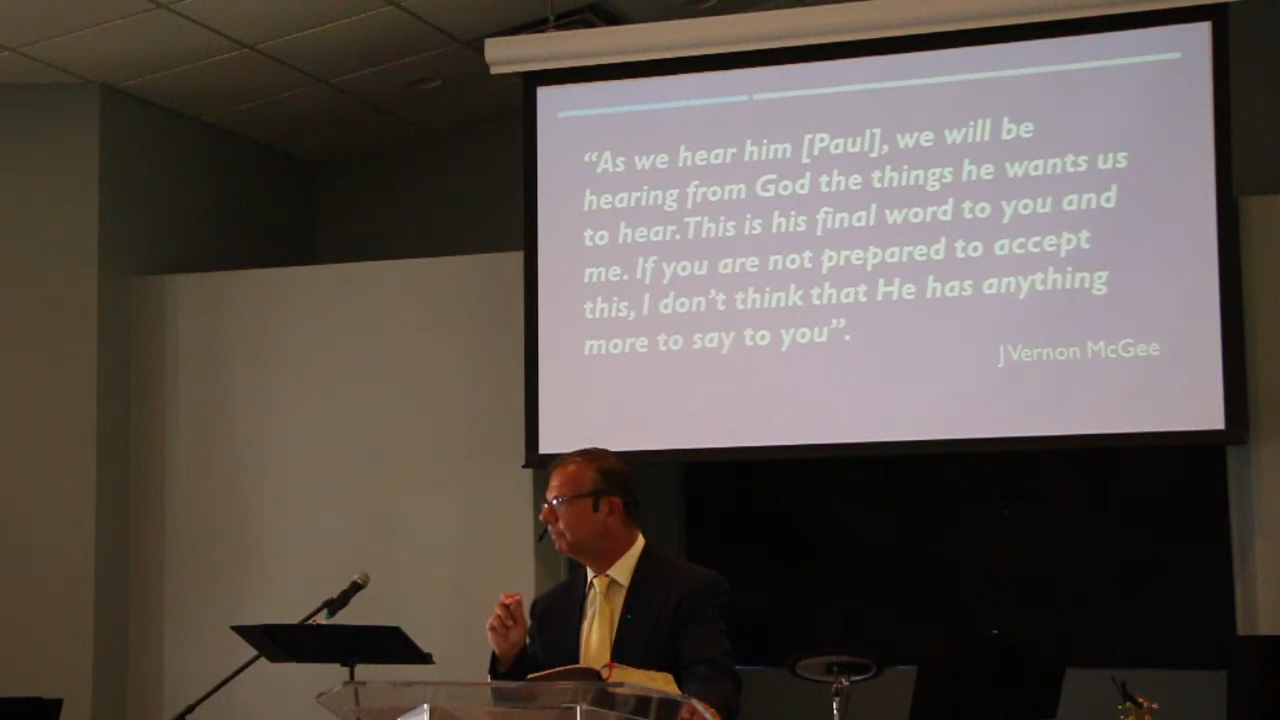 “As we hear him [Paul], we will be
hearing from God the things he wants us
to hear. This is his final word to you and
me. If you are not prepared to accept
this, I don’t think that He has anything
more to say to you”.
J Vernon McGee